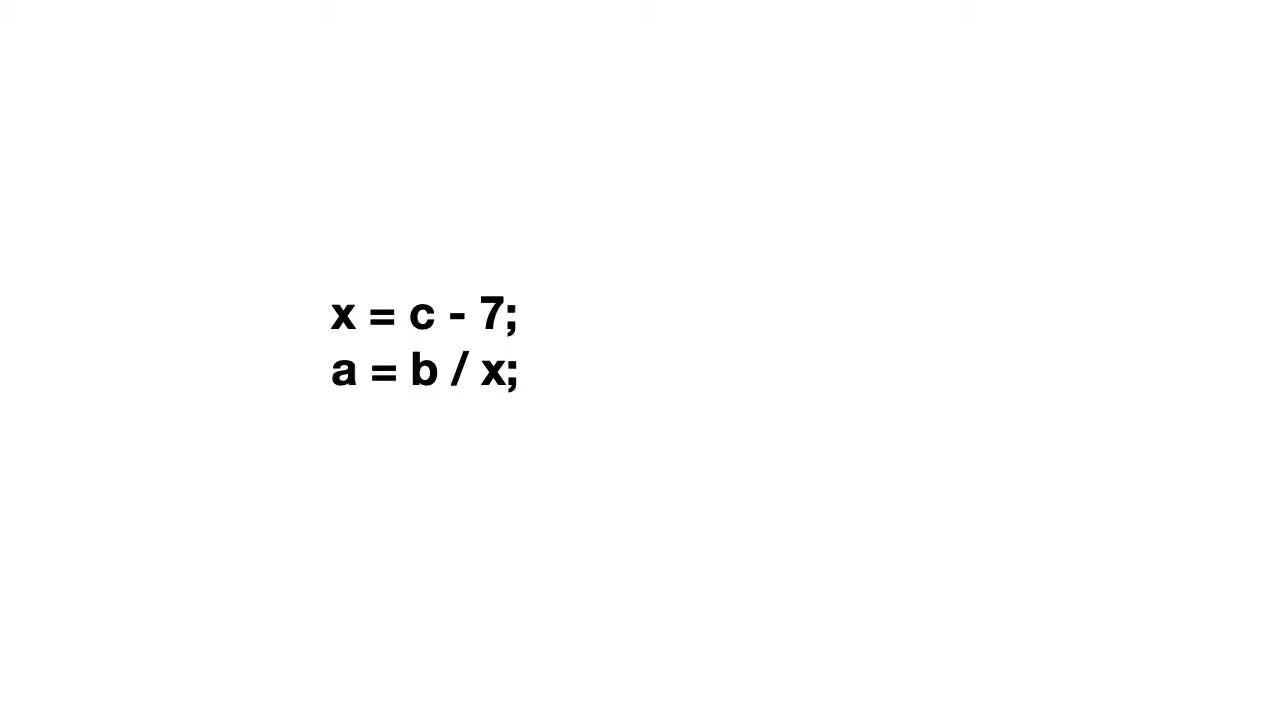 x = c - 7;
a = b / x;